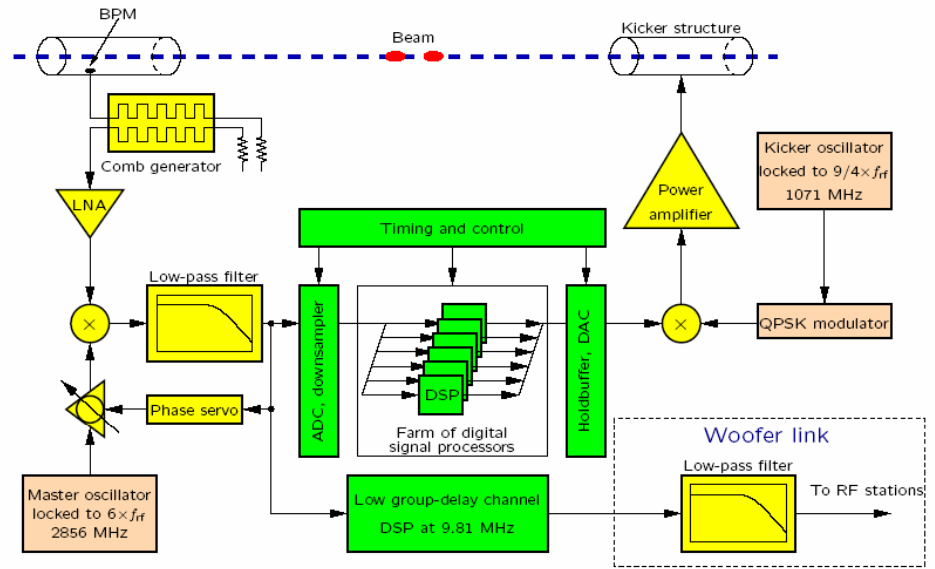 BPM
Beam
Kicker structure
Comb generator
LNA
Kicker oscillator
locked to 9/4×frf
1071 MHz
Power
amplifier
Timing and control
Low-pass filter
×
ADC, downsampler
DSP
Farm of digital
signal processors
Holdbuffer, DAC
×
QPSK modulator
Phase servo
Master oscillator
locked to 6×frf
2856 MHz
Low group-delay channel
DSP at 9.81 MHz
Woofer link
Low-pass filter
To RF stations